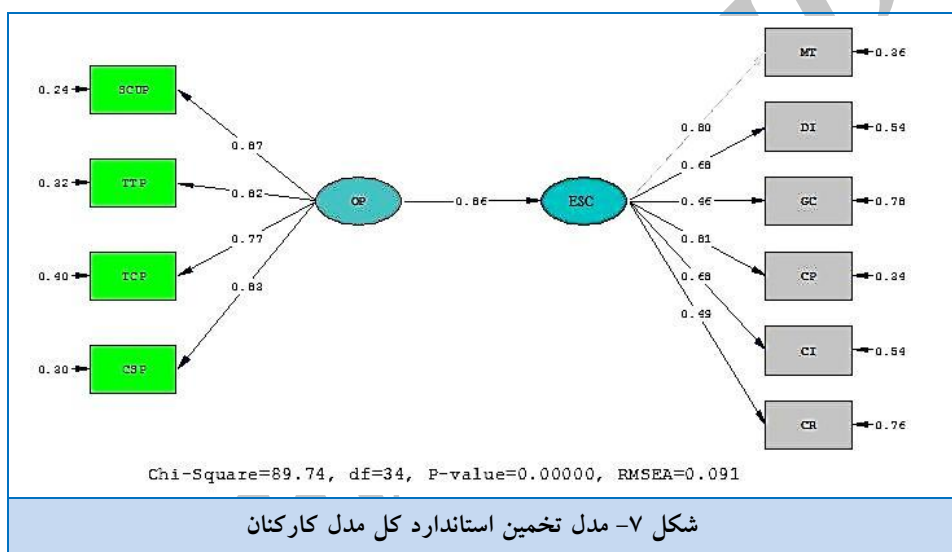 0.24 SCUP
0.32 TTP
0.40 TCP
0.30 CSP
0.87
0.82
0.77
0.83
OP
0.86
ESC
0.80
0.68
0.46
0.81
0.68
0.49
MT 0.36
DI 0.54
GC 0.78
CP 0.34
CI 0.54
CR 0.76
Chi-Square=89.74, df=34, P-value=0.00000, RMSEA=0.091
شکل ۷- مدل تخمین استاندارد کل مدل کارکنان